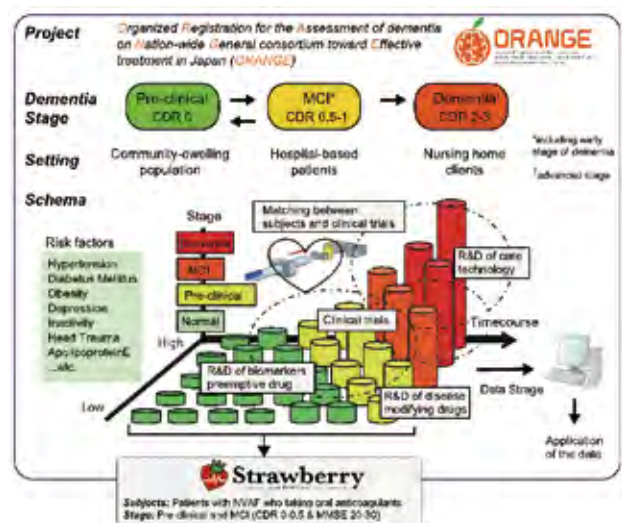 Project
Organized Registration for the Assessment of dementia
on Nation-wide General consortium toward Effective
treatment in Japan (ORANGE)
ORANGE
Dementia
Stage
Pre-clinical
CDR 0
MCI*
CDR 0.5-1
Dementia†
CDR 2-3
*including early
stage of dementia
†advanced stage
Setting
Community-dwelling
population
Hospital-based
patients
Nursing home
clients
Schema
Stage
Matching between
subjects and clinical trials
Risk factors
Hypertension
Diabetus Mellitus
Obesity
Depression
Inactivity
Head Trauma
ApolipoproteinE
...etc.
Dementia
MCI
Pre-clinical
Normal
R&D of care
technology
Clinical trials
Timecourse
High
R&D of biomarkers
preemptive drug
R&D of disease
modifying drugs
Data Strage
Low
Application
of the data
Strawberry
Subjects: Patients with NVAF who taking oral anticoagulants
Stage: Pre-clinical and MCI (CDR 0-0.5 & MMSE 20-30)